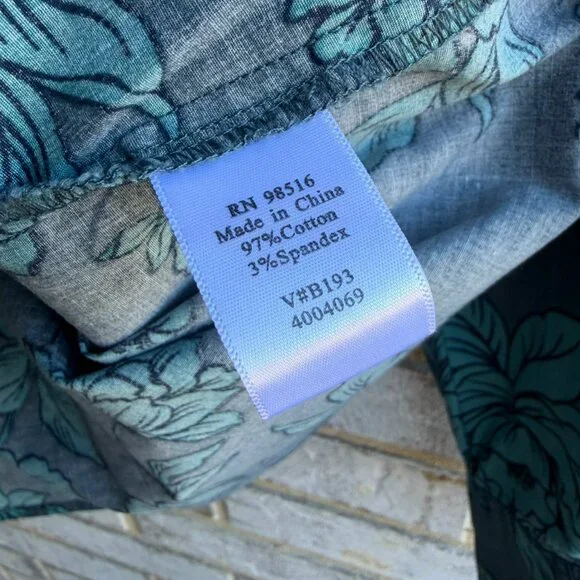 RN 98516
Made in China
97%Cotton
3%Spandex
V#B193
4004069